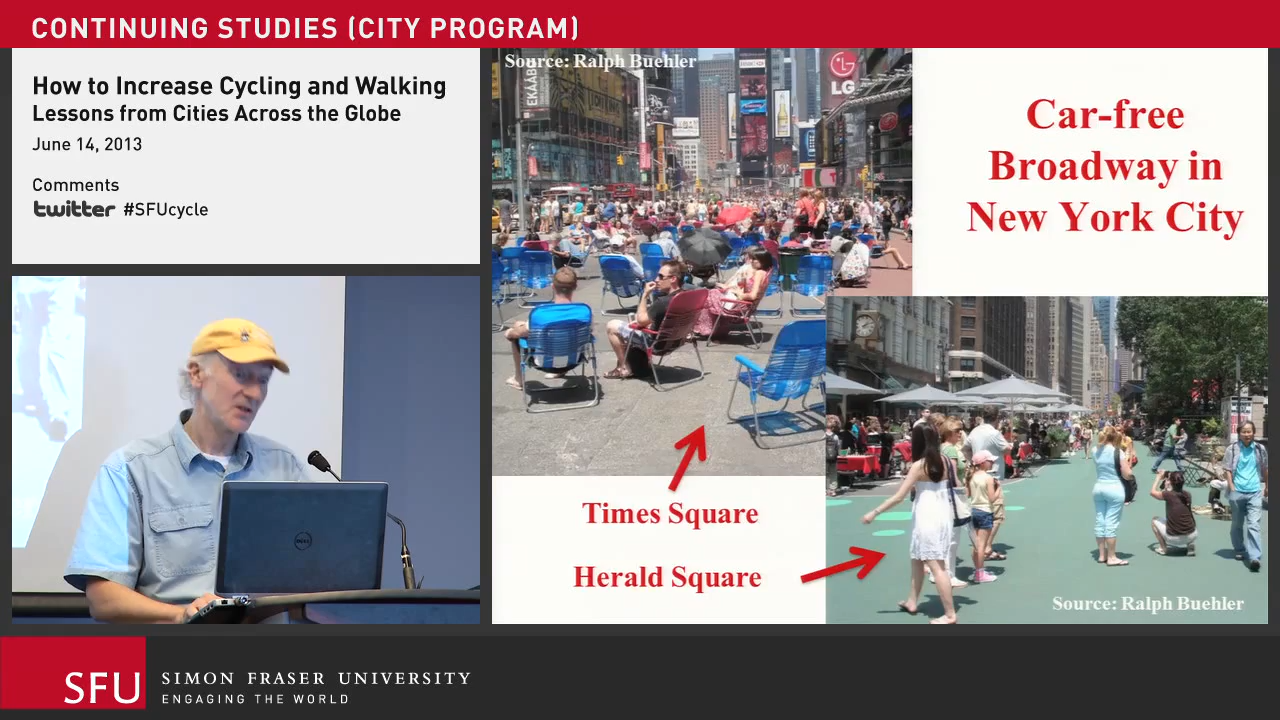 CONTINUING STUDIES (CITY PROGRAM)
How to Increase Cycling and Walking
Lessons from Cities Across the Globe
June 14, 2013
Comments
twitter #SFUcycle
Source: Ralph Buehler
LG
Car-free
Broadway in
New York City
Times Square
Herald Square
Source: Ralph Buehler
DELL
SFU
SIMON FRASER UNIVERSITY
ENGAGING THE WORLD